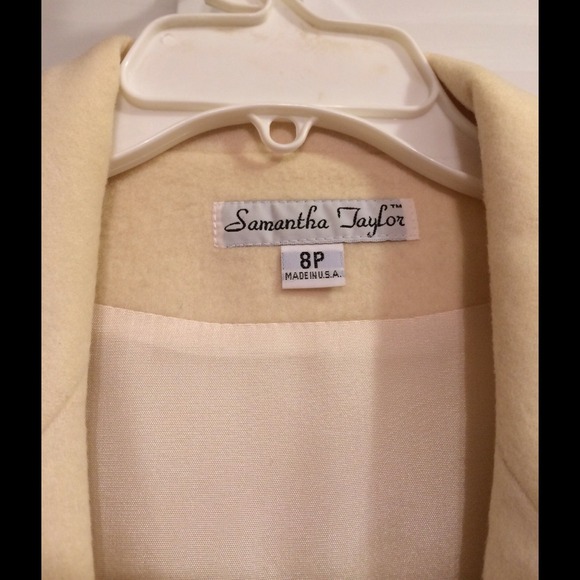 Samantha Taylor™
8P
MADE IN U.S.A.